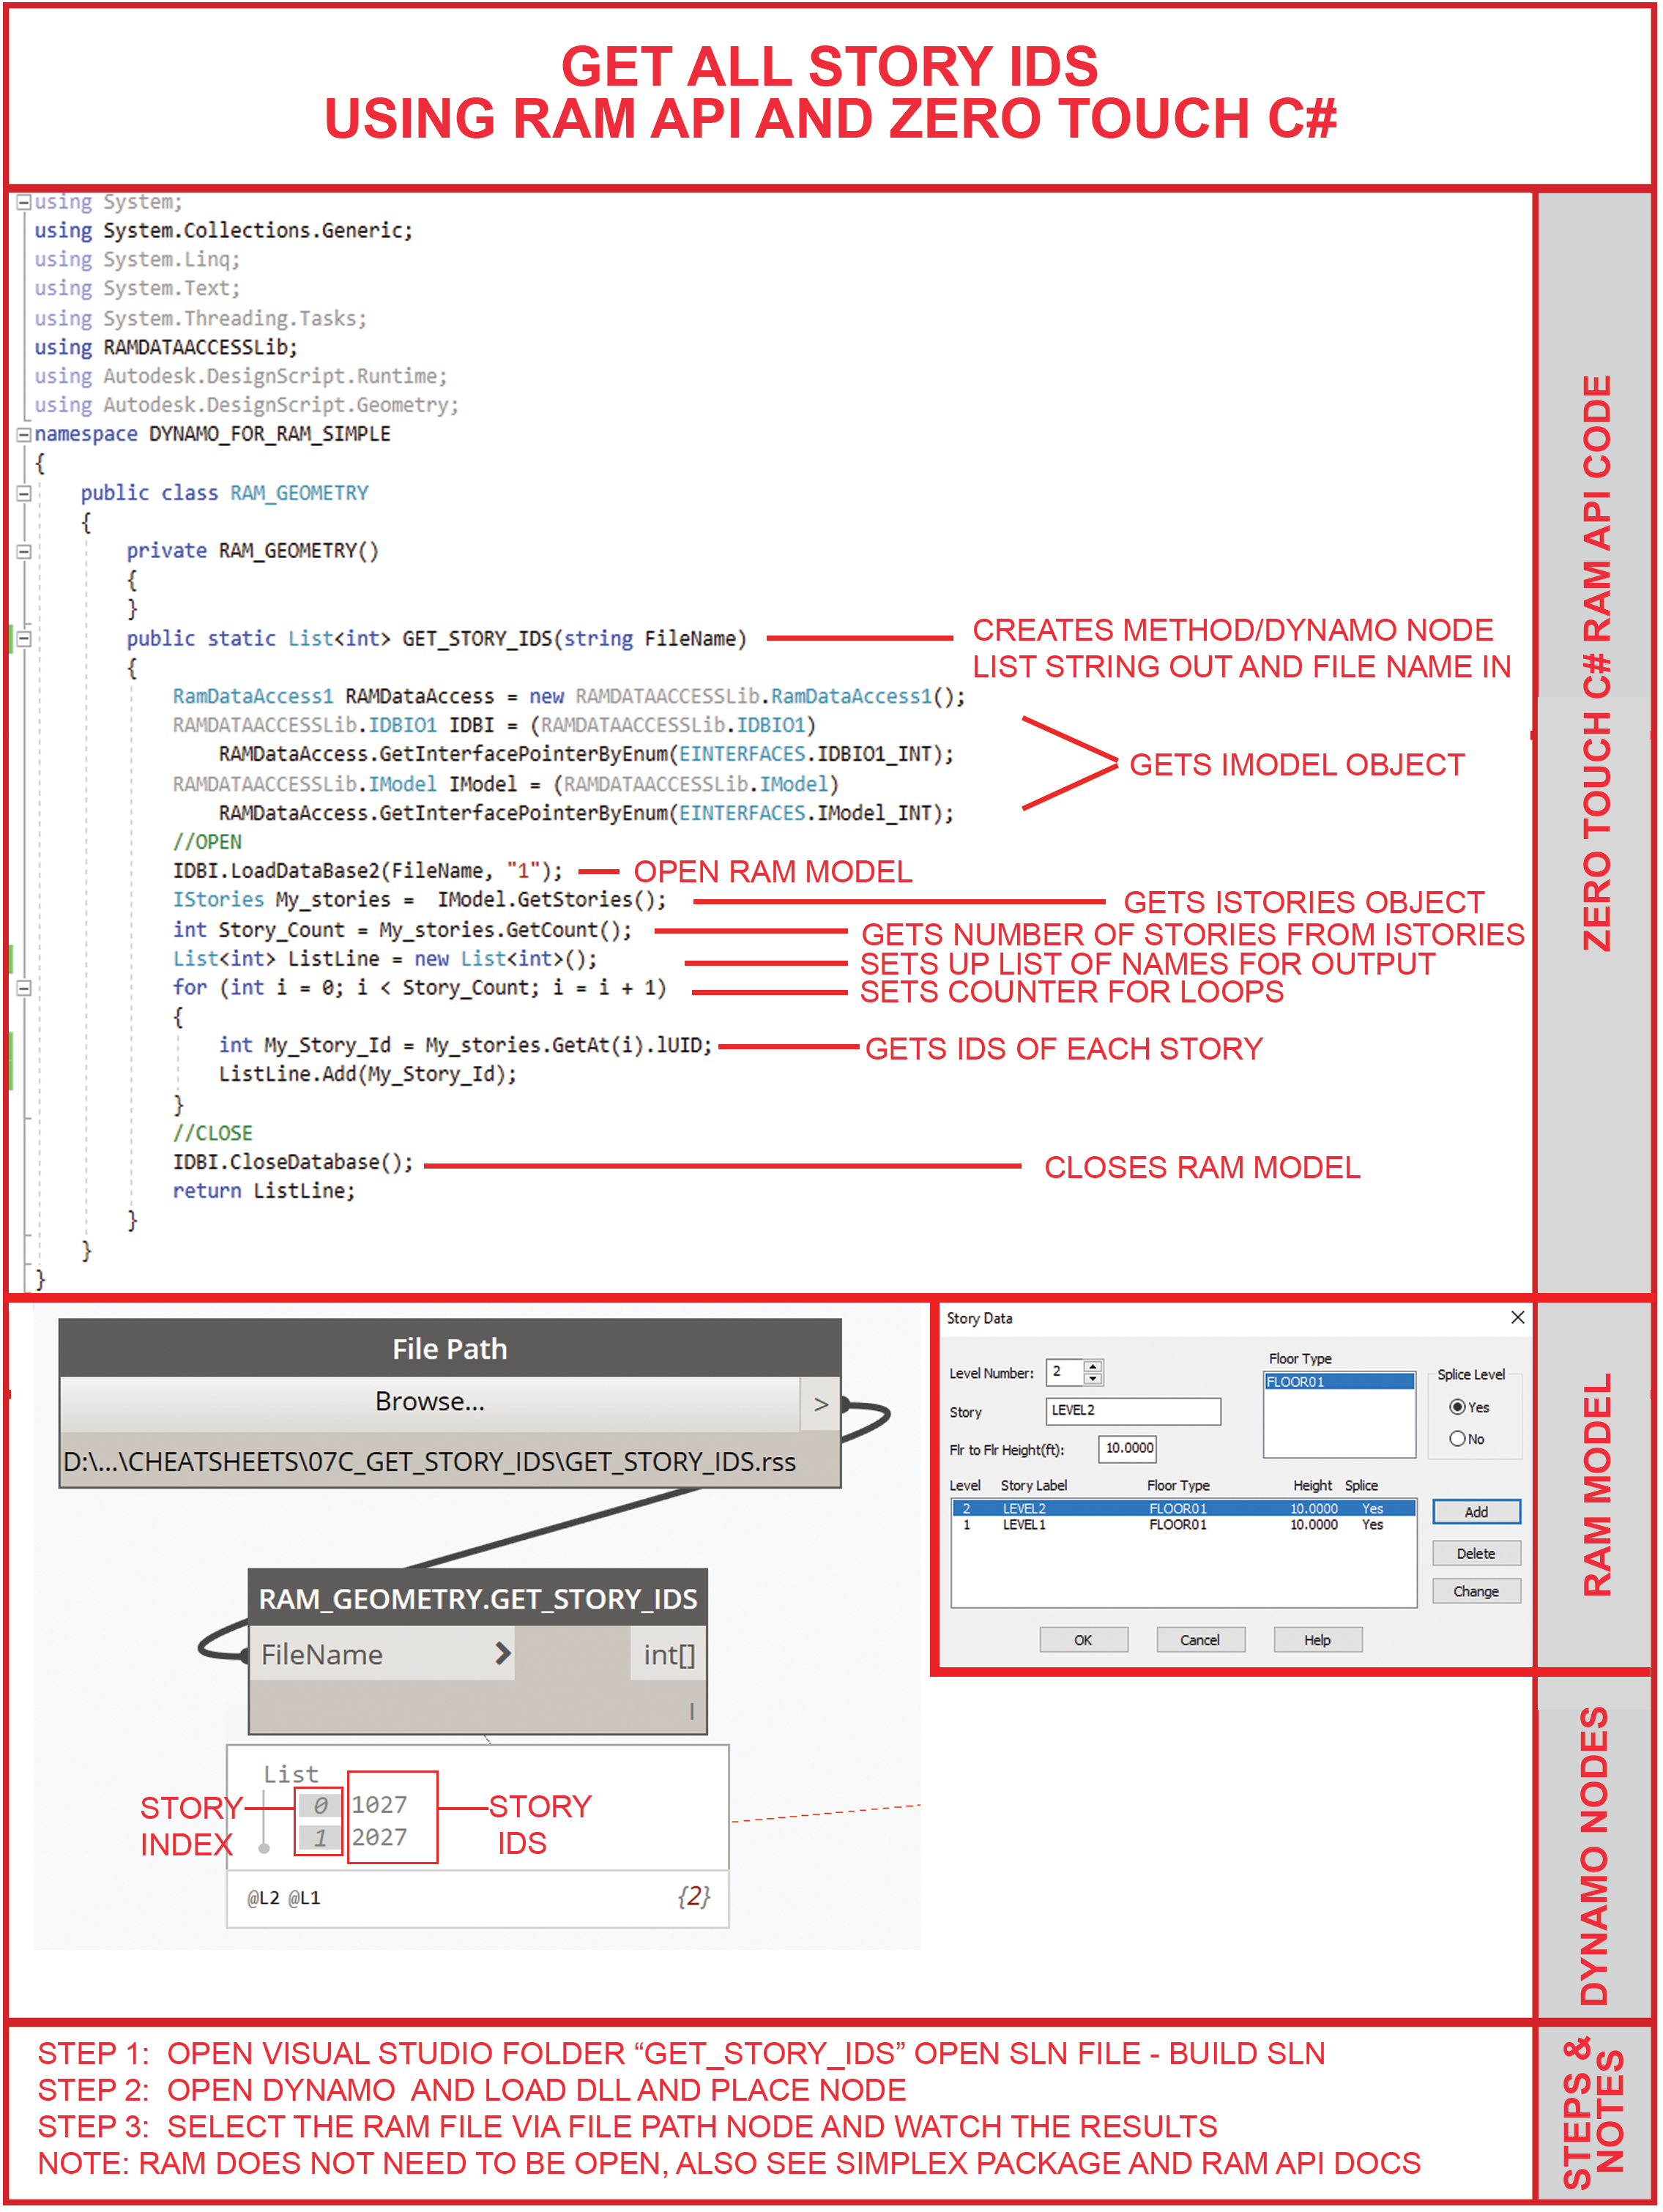 GET ALL STORY IDS
USING RAM API AND ZERO TOUCH C#
using System;
using System.Collections.Generic;
using System.Linq;
using System.Text;
using System.Threading.Tasks;
using RAMDATAACCESSLib;
using Autodesk.DesignScript.Runtime;
using Autodesk.DesignScript.Geometry;
namespace DYNAMO_FOR_RAM_SIMPLE
{
public class RAM_GEOMETRY
{
private RAM_GEOMETRY()
{
}
public static List<int> GET_STORY_IDS(string FileName)
CREATES METHOD/DYNAMO NODE
LIST STRING OUT AND FILE NAME IN
{
RamDataAccess1 RAMDataAccess = new RAMDATAACCESSLib.RamDataAccess1();
RAMDATAACCESSLib.IDBIO1 IDBI = (RAMDATAACCESSLib.IDBIO1)
RAMDataAccess.GetInterfacePointerByEnum(EINTERFACES.IDBIO1_INT);
GETS IMODEL OBJECT
RAMDATAACCESSLib.IModel IModel = (RAMDATAACCESSLib.IModel)
RAMDataAccess.GetInterfacePointerByEnum(EINTERFACES.IModel_INT);
//OPEN
IDBI.LoadDataBase2(FileName, "1");
OPEN RAM MODEL
IStories My_stories = IModel.GetStories();
GETS ISTORIES OBJECT
int Story_Count = My_stories.GetCount();
GETS NUMBER OF STORIES FROM ISTORIES
List<int> ListLine = new List<int>();
SETS UP LIST OF NAMES FOR OUTPUT
for (int i = 0; i < Story_Count; i = i + 1)
SETS COUNTER FOR LOOPS
{
int My_Story_Id = My_stories.GetAt(i).lUID;
GETS IDS OF EACH STORY
ListLine.Add(My_Story_Id);
}
//CLOSE
IDBI.CloseDatabase();
CLOSES RAM MODEL
return ListLine;
}
}
}
ZERO TOUCH C# RAM API CODE
File Path
Browse...
>
D:\...\CHEATSHEETS\07C_GET_STORY_IDS\GET_STORY_IDS.rss
RAM_GEOMETRY.GET_STORY_IDS
FileName
int[]
List
0 1027
1 2027
STORY
INDEX
STORY
IDS
@L2 @L1
{2}
Story Data
Level Number: 2
Story LEVEL2
Flr to Flr Height(ft): 10.0000
Floor Type
FLOOR01
Splice Level
Yes
No
Level Story Label Floor Type Height Splice
2 LEVEL2 FLOOR01 10.0000 Yes
1 LEVEL1 FLOOR01 10.0000 Yes
Add
Delete
Change
OK Cancel Help
RAM MODEL
DYNAMO NODES
STEP 1: OPEN VISUAL STUDIO FOLDER “GET_STORY_IDS” OPEN SLN FILE - BUILD SLN
STEP 2: OPEN DYNAMO AND LOAD DLL AND PLACE NODE
STEP 3: SELECT THE RAM FILE VIA FILE PATH NODE AND WATCH THE RESULTS
NOTE: RAM DOES NOT NEED TO BE OPEN, ALSO SEE SIMPLEX PACKAGE AND RAM API DOCS
STEPS &
NOTES